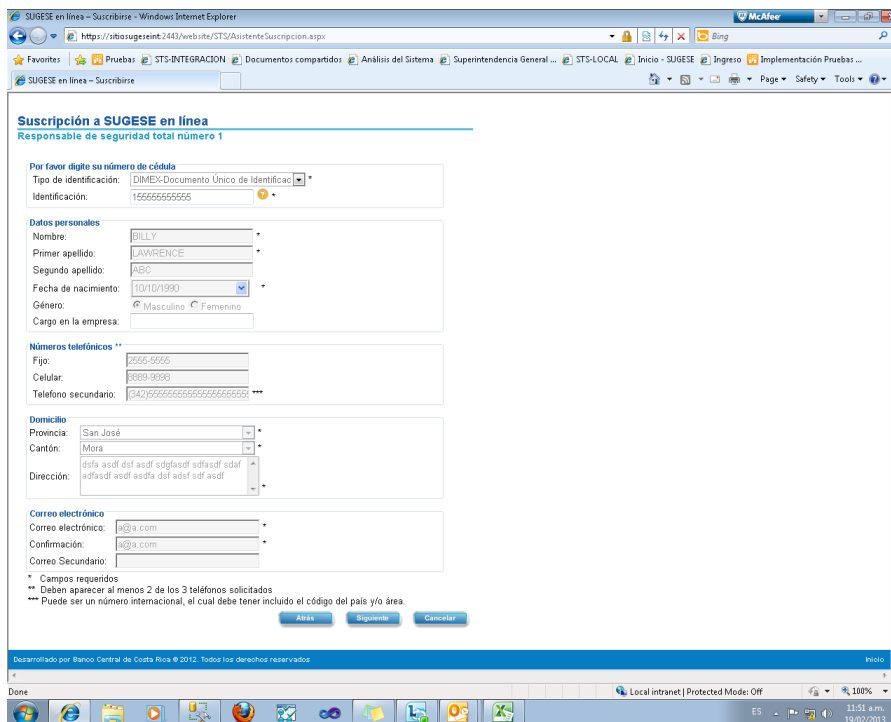 SUGESE en línea – Suscribirse - Windows Internet Explorer
McAfee
https://sitiosugeseint:2443/website/STS/AsistenteSuscripcion.aspx
Bing
Favorites Pruebas STS-INTEGRACION Documentos compartidos Análisis del Sistema Superintendencia General ... STS-LOCAL Inicio - SUGESE Ingreso Implementación Pruebas ...
SUGESE en línea – Suscribirse Page Safety Tools
Suscripción a SUGESE en línea
Responsable de seguridad total número 1
Por favor digite su número de cédula
Tipo de identificación: DIMEX-Documento Único de Identificac *
Identificación: 155555555555 ? *
Datos personales
Nombre: BILLY *
Primer apellido: LAWRENCE *
Segundo apellido: ABC
Fecha de nacimiento: 10/10/1990 *
Género: Masculino Femenino
Cargo en la empresa:
Números telefónicos **
Fijo: 2555-5555
Celular: 8889-9898
Telefono secundario: ***
Domicilio
Provincia: San José *
Cantón: Mora *
Dirección: dsfa asdf dsf asdf sdgfasdf sdfasdf sdaf
adfasdf asdf asdfa dsf adsf sdf asdf
*
Correo electrónico
Correo electrónico: a@a.com *
Confirmación: a@a.com *
Correo Secundario:
* Campos requeridos
** Deben aparecer al menos 2 de los 3 teléfonos solicitados
*** Puede ser un número internacional, el cual debe tener incluido el código del país y/o área.
Atrás Siguiente Cancelar
Desarrollado por Banco Central de Costa Rica ® 2012. Todos los derechos reservados Inicio
Done Local intranet | Protected Mode: Off 100%
ES 11:51 a.m.
19/02/2013